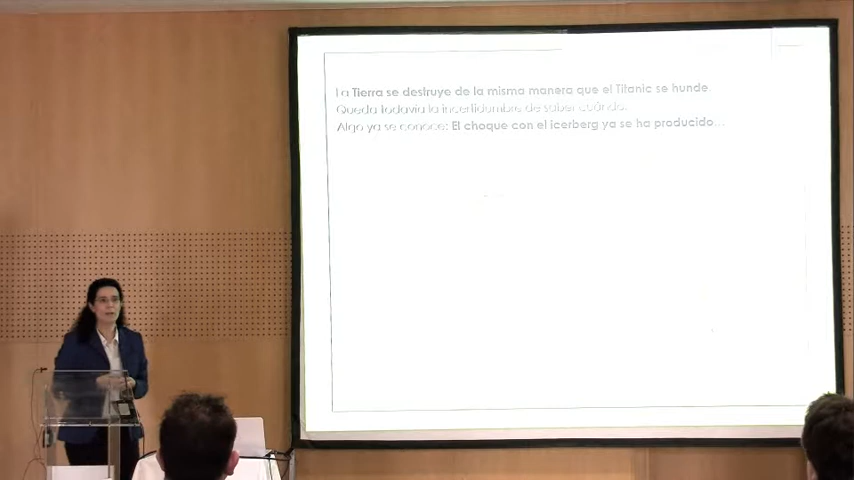 La Tierra se destruye de la misma manera que el Titanic se hunde.
Queda todavía la incertidumbre de saber cuándo.
Algo ya se conoce: El choque con el icerberg ya se ha producido...